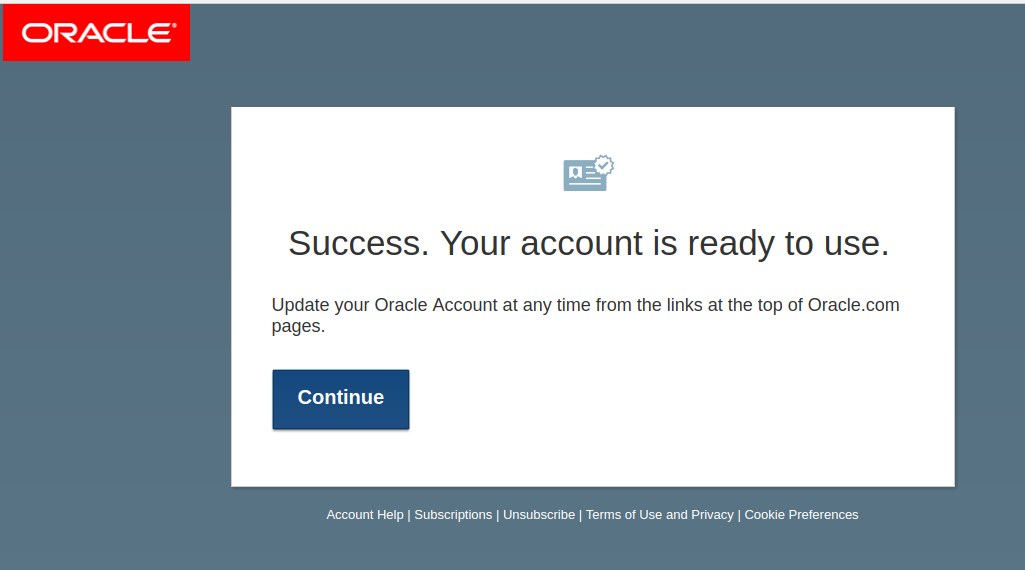 ORACLE®
Success. Your account is ready to use.
Update your Oracle Account at any time from the links at the top of Oracle.com
pages.
Continue
Account Help | Subscriptions | Unsubscribe | Terms of Use and Privacy | Cookie Preferences